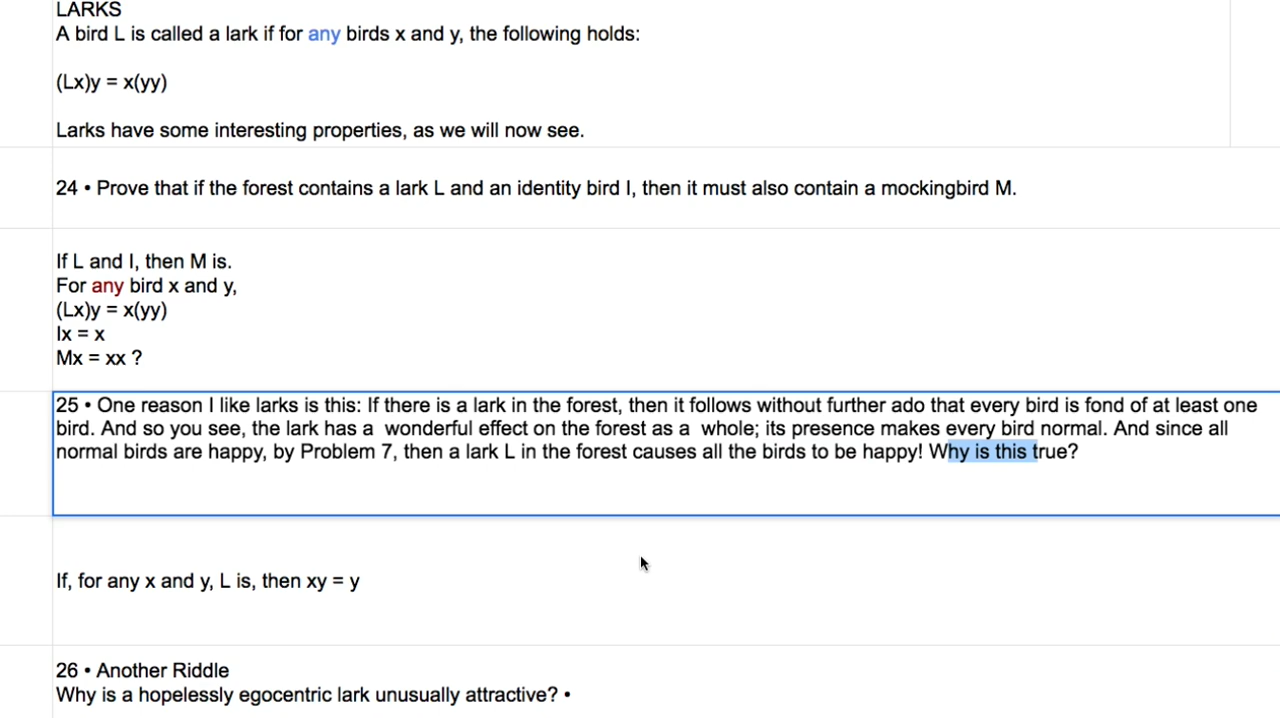 LARKS
A bird L is called a lark if for any birds x and y, the following holds:
(Lx)y = x(yy)
Larks have some interesting properties, as we will now see.
24 • Prove that if the forest contains a lark L and an identity bird I, then it must also contain a mockingbird M.
If L and I, then M is.
For any bird x and y,
(Lx)y = x(yy)
Ix = x
Mx = xx ?
25 • One reason I like larks is this: If there is a lark in the forest, then it follows without further ado that every bird is fond of at least one
bird. And so you see, the lark has a  wonderful effect on the forest as a  whole; its presence makes every bird normal. And since all
normal birds are happy, by Problem 7, then a lark L in the forest causes all the birds to be happy! Why is this true?
If, for any x and y, L is, then xy = y
26 • Another Riddle
Why is a hopelessly egocentric lark unusually attractive? •